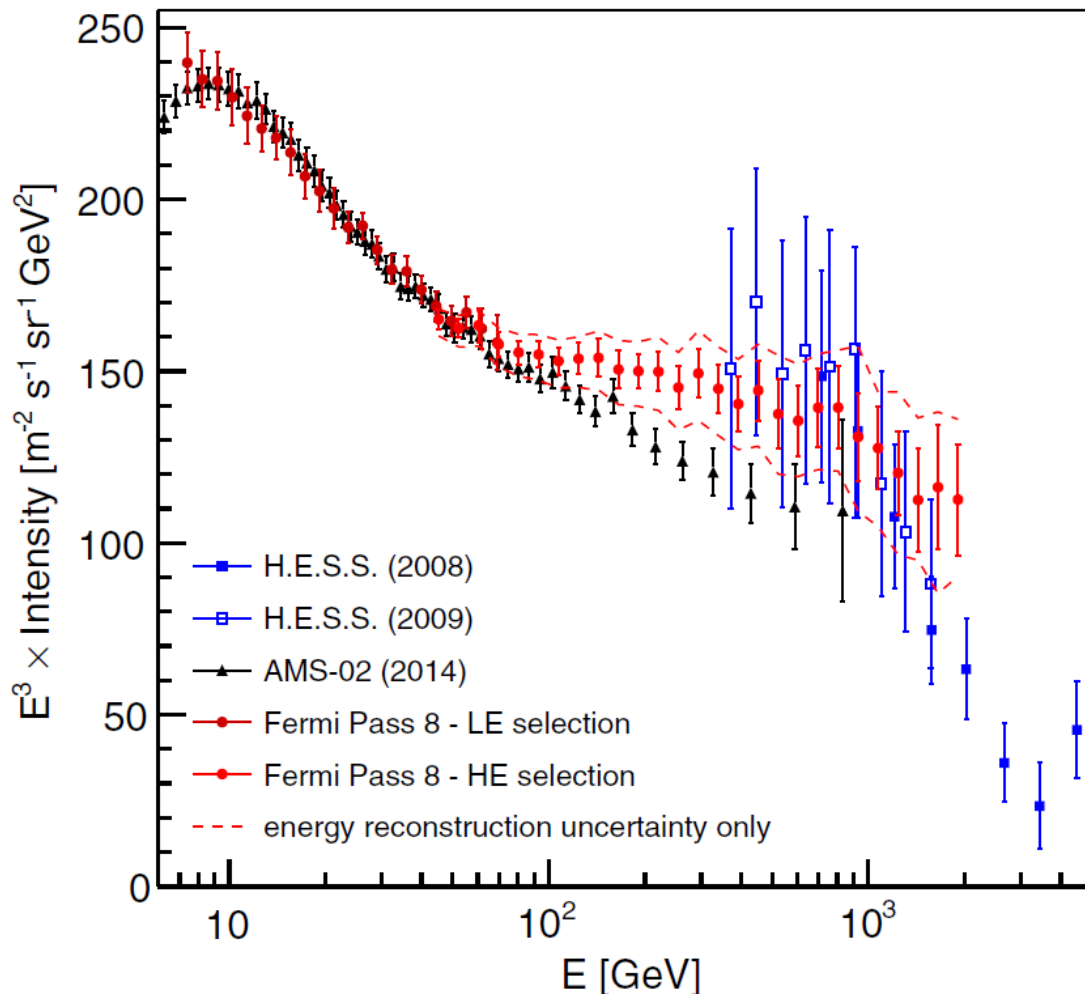 250
200
150
100
50
0
E³ × Intensity [m⁻² s⁻¹ sr⁻¹ GeV²]
H.E.S.S. (2008)
H.E.S.S. (2009)
AMS-02 (2014)
Fermi Pass 8 - LE selection
Fermi Pass 8 - HE selection
energy reconstruction uncertainty only
10 10² 10³
E [GeV]